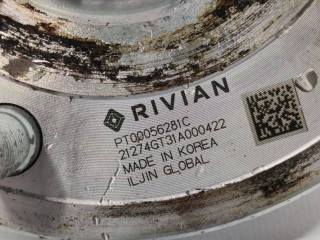 RIVIAN
PT00056281C
21274GT31A000422
MADE IN KOREA
ILJIN GLOBAL